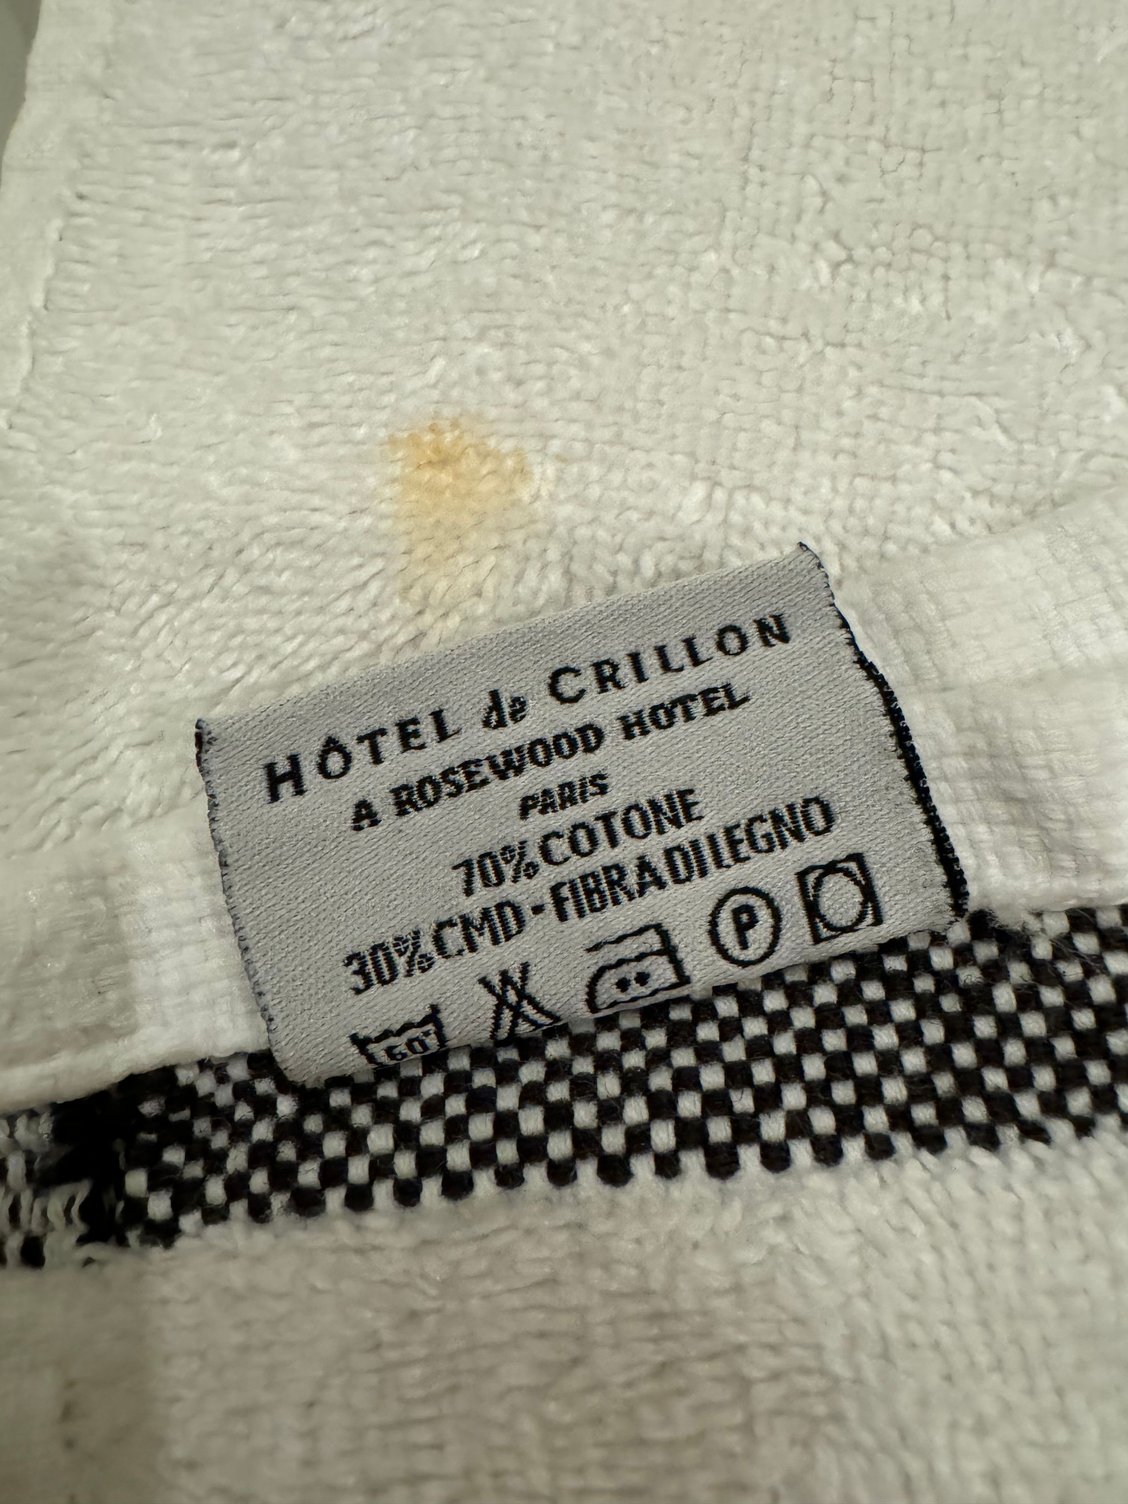 HÔTEL de CRILLON
A ROSEWOOD HOTEL
PARIS
70% COTONE
30% CMD - FIBRA DI LEGNO
60° P